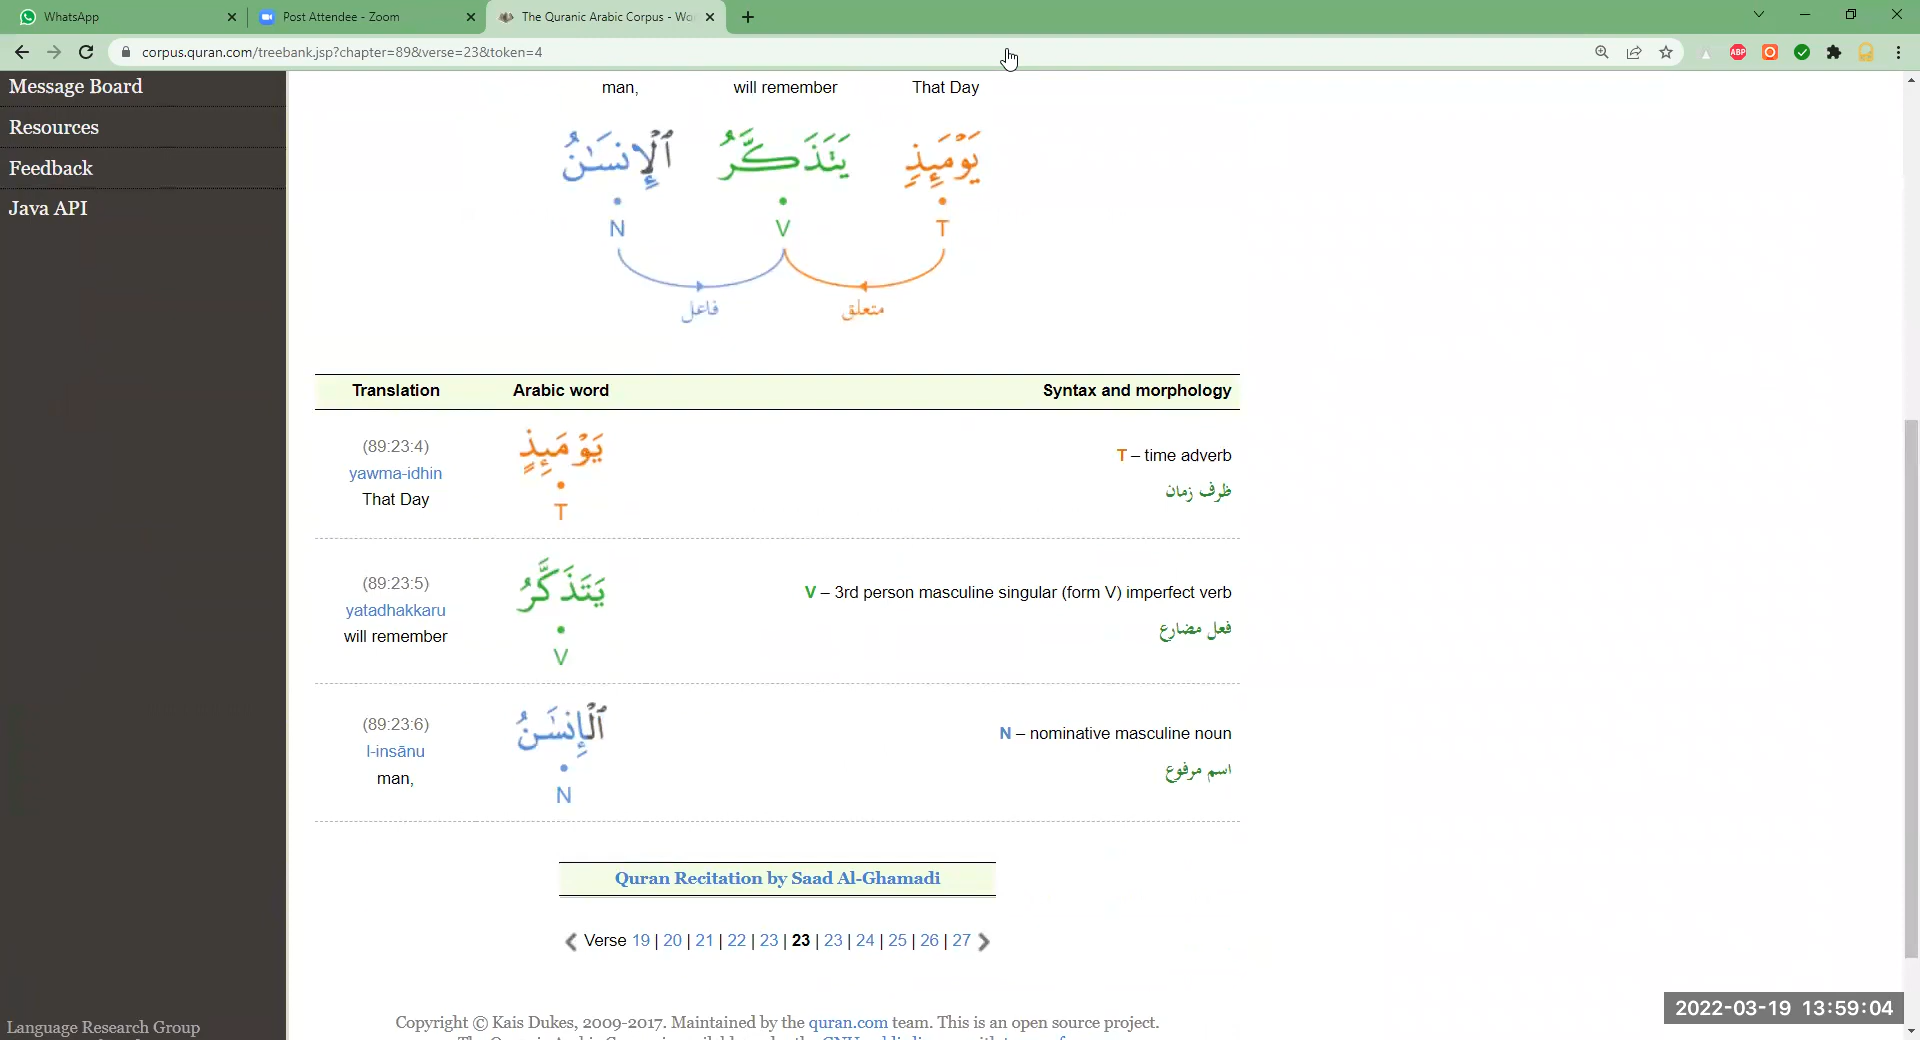 WhatsApp
Post Attendee - Zoom
The Quranic Arabic Corpus - Wo
corpus.quran.com/treebank.jsp?chapter=89&verse=23&token=4
ABP
Message Board
Resources
Feedback
Java API
man, will remember That Day
يَوْمَئِذٍ يَتَذَكَّرُ ٱلْإِنسَـٰنُ
N V T
فاعل متعلق
Translation Arabic word Syntax and morphology
(89:23:4)
yawma-idhin
That Day
يَوْمَئِذٍ
T
T – time adverb
ظرف زمان
(89:23:5)
yatadhakkaru
will remember
يَتَذَكَّرُ
V
V – 3rd person masculine singular (form V) imperfect verb
فعل مضارع
(89:23:6)
l-insānu
man,
ٱلْإِنسَـٰنُ
N
N – nominative masculine noun
اسم مرفوع
Quran Recitation by Saad Al-Ghamadi
Verse 19 | 20 | 21 | 22 | 23 | 23 | 23 | 24 | 25 | 26 | 27
2022-03-19 13:59:04
Language Research Group
Copyright © Kais Dukes, 2009-2017. Maintained by the quran.com team. This is an open source project.